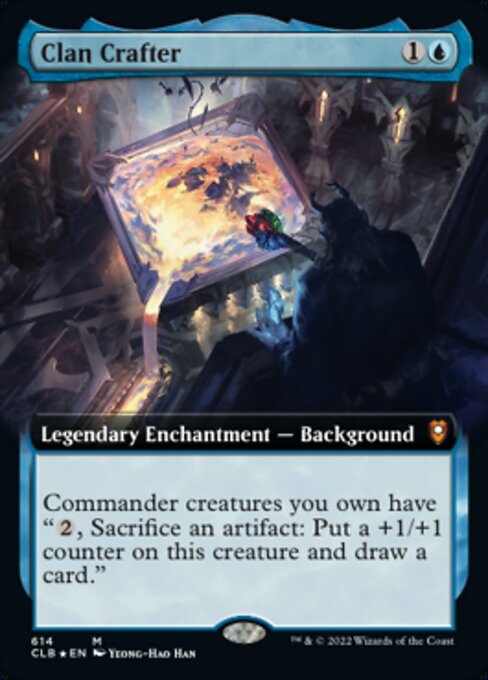 Clan Crafter 1
Legendary Enchantment — Background
Commander creatures you own have
“2, Sacrifice an artifact: Put a +1/+1
counter on this creature and draw a
card.”
614 M
CLB ★ EN Yeong-Hao Han
™ & © 2022 Wizards of the Coast